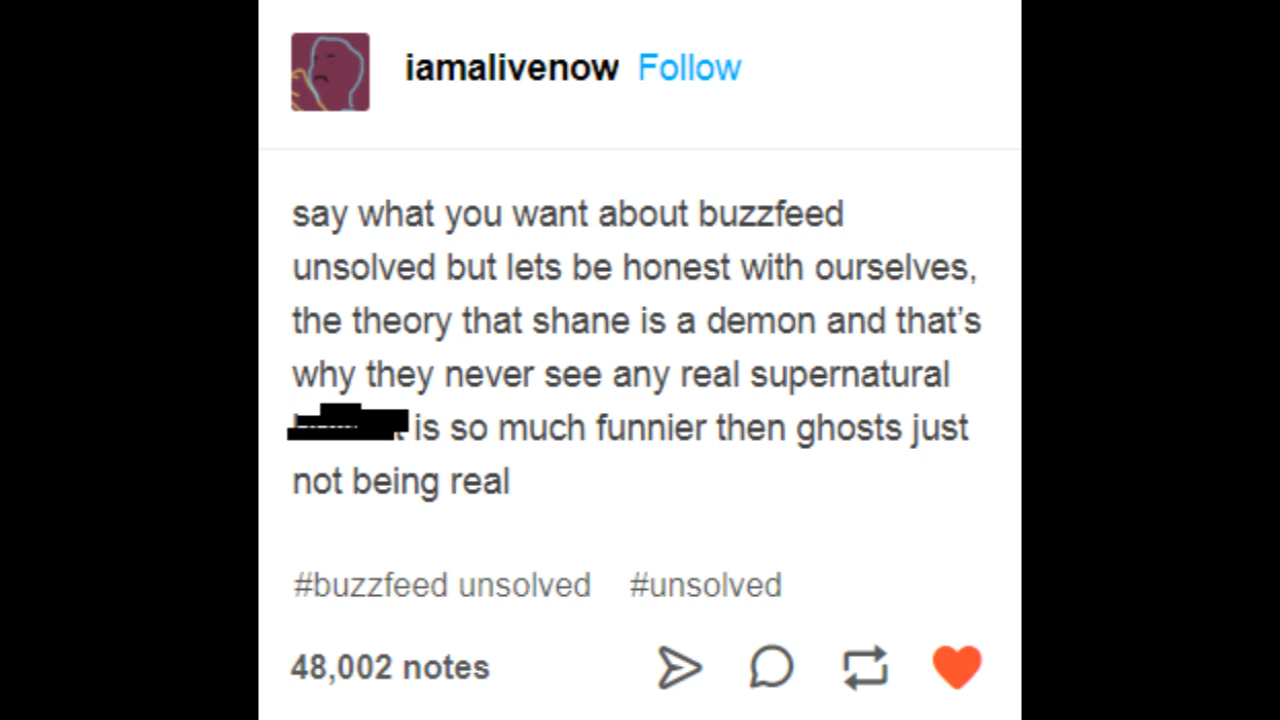 iamalivenow Follow
say what you want about buzzfeed
unsolved but lets be honest with ourselves,
the theory that shane is a demon and that's
why they never see any real supernatural
is so much funnier then ghosts just
not being real
#buzzfeed unsolved #unsolved
48,002 notes